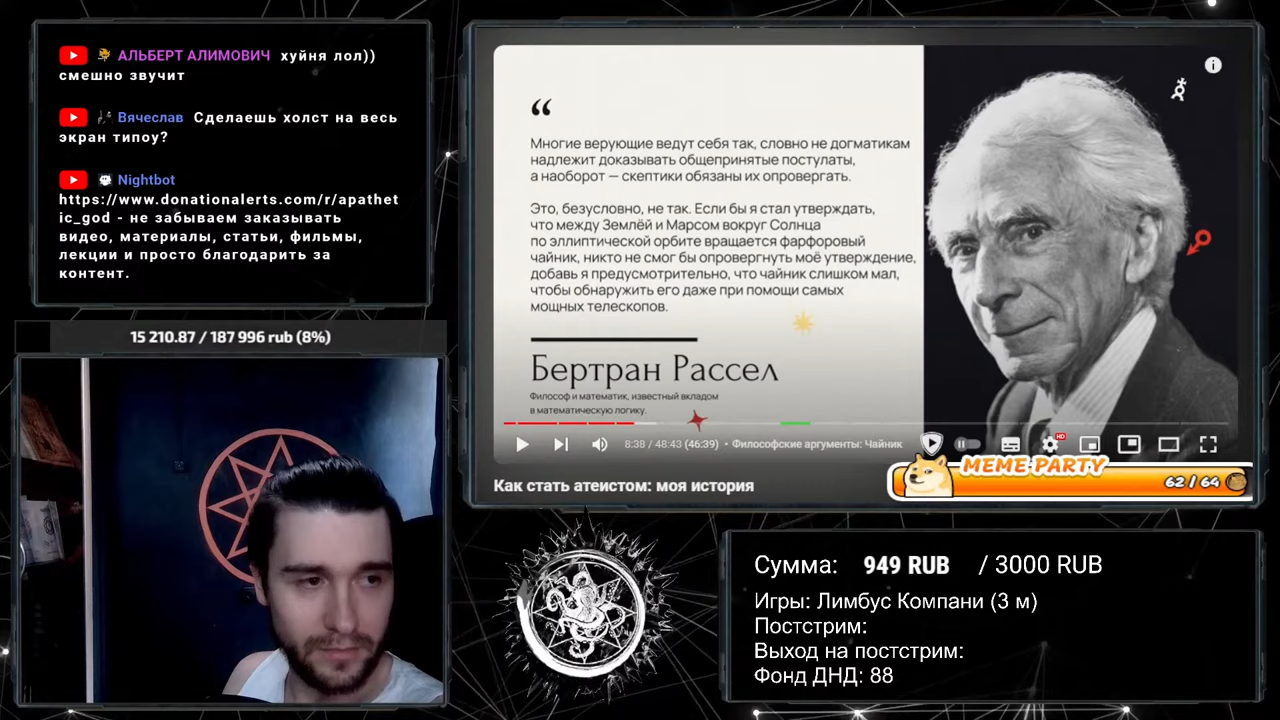 АЛЬБЕРТ АЛИМОВИЧ хуйня лол))
смешно звучит
Вячеслав Сделаешь холст на весь
экран типоу?
Nightbot
https://www.donationalerts.com/r/apathet
ic_god - не забываем заказывать
видео, материалы, статьи, фильмы,
лекции и просто благодарить за
контент.
15 210.87 / 187 996 rub (8%)
“
Многие верующие ведут себя так, словно не догматикам
надлежит доказывать общепринятые постулаты,
а наоборот — скептики обязаны их опровергать.
Это, безусловно, не так. Если бы я стал утверждать,
что между Землёй и Марсом вокруг Солнца
по эллиптической орбите вращается фарфоровый
чайник, никто не смог бы опровергнуть моё утверждение,
добавь я предусмотрительно, что чайник слишком мал,
чтобы обнаружить его даже при помощи самых
мощных телескопов.
Бертран Рассел
Философ и математик, известный вкладом
в математическую логику.
8:38 / 48:43 (46:39) • Философские аргументы: Чайник
HD
Как стать атеистом: моя история
MEME PARTY
62 / 64
Сумма: 949 RUB / 3000 RUB
Игры: Лимбус Компани (3 м)
Постстрим:
Выход на постстрим:
Фонд ДНД: 88